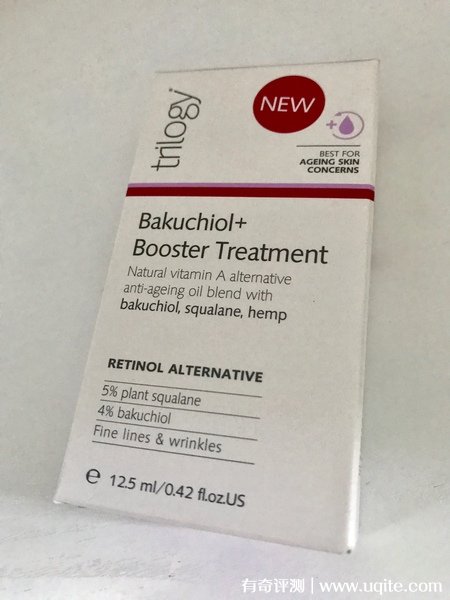 trilogy
NEW
BEST FOR
AGEING SKIN
CONCERNS
Bakuchiol+
Booster Treatment
Natural vitamin A alternative
anti-ageing oil blend with
bakuchiol, squalane, hemp
RETINOL ALTERNATIVE
5% plant squalane
4% bakuchiol
Fine lines & wrinkles
e 12.5 ml/0.42 fl.oz.US
有奇评测 | www.uqite.com